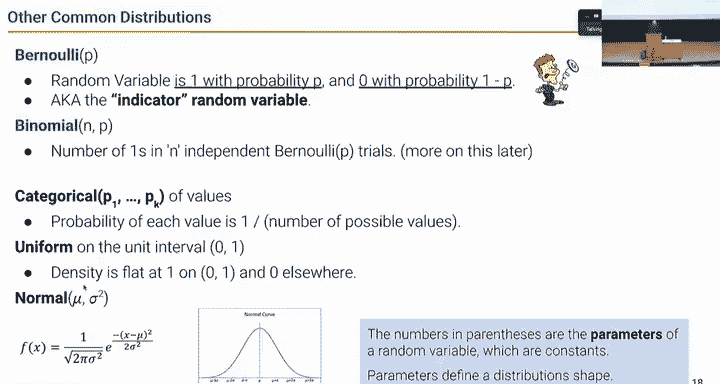 Other Common Distributions
Bernoulli(p)
● Random Variable is 1 with probability p, and 0 with probability 1 - p.
● AKA the “indicator” random variable.
Binomial(n, p)
● Number of 1s in 'n' independent Bernoulli(p) trials. (more on this later)
Categorical(p₁, ..., pₖ) of values
● Probability of each value is 1 / (number of possible values).
Uniform on the unit interval (0, 1)
● Density is flat at 1 on (0, 1) and 0 elsewhere.
Normal(μ, σ²)
f(x) = 1/√(2πσ²) e^(−(x−μ)²/2σ²)
Normal Curve
The numbers in parentheses are the parameters of
a random variable, which are constants.
Parameters define a distributions shape.
18